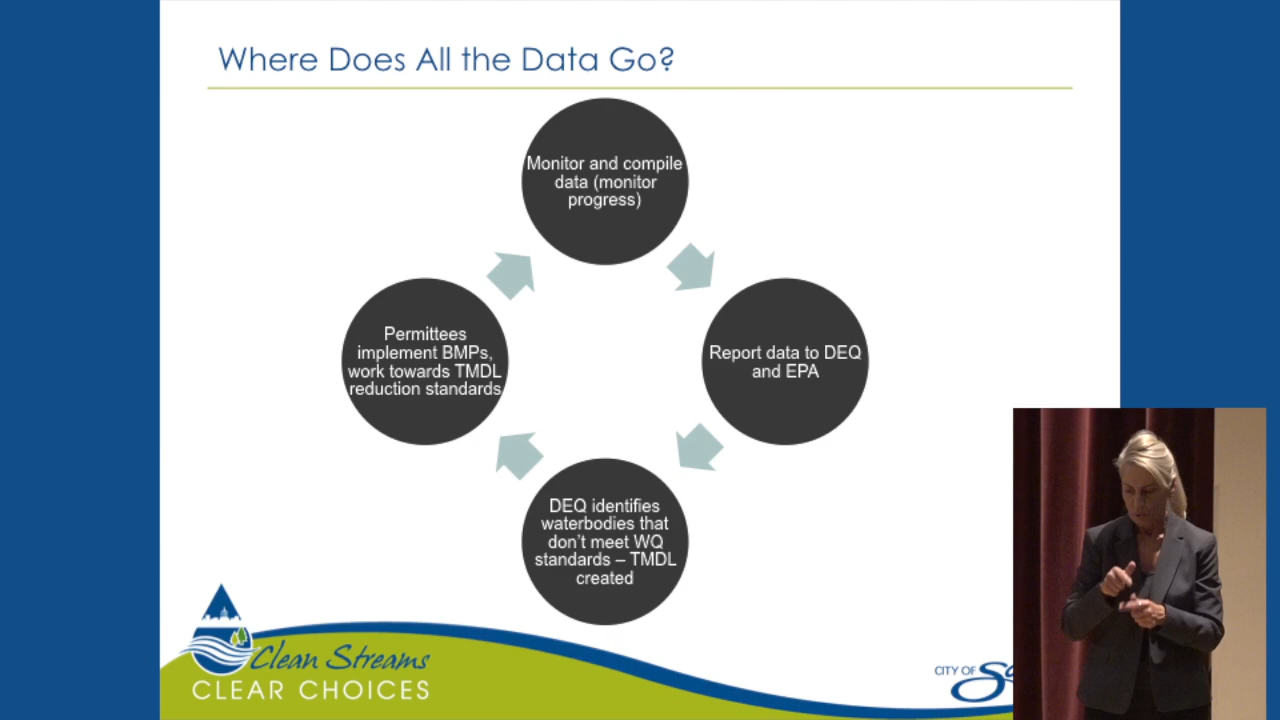 Where Does All the Data Go?
Monitor and compile
data (monitor
progress)
Permittees
implement BMPs,
work towards TMDL
reduction standards
Report data to DEQ
and EPA
DEQ identifies
waterbodies that
don't meet WQ
standards – TMDL
created
Clean Streams
CLEAR CHOICES
CITY OF